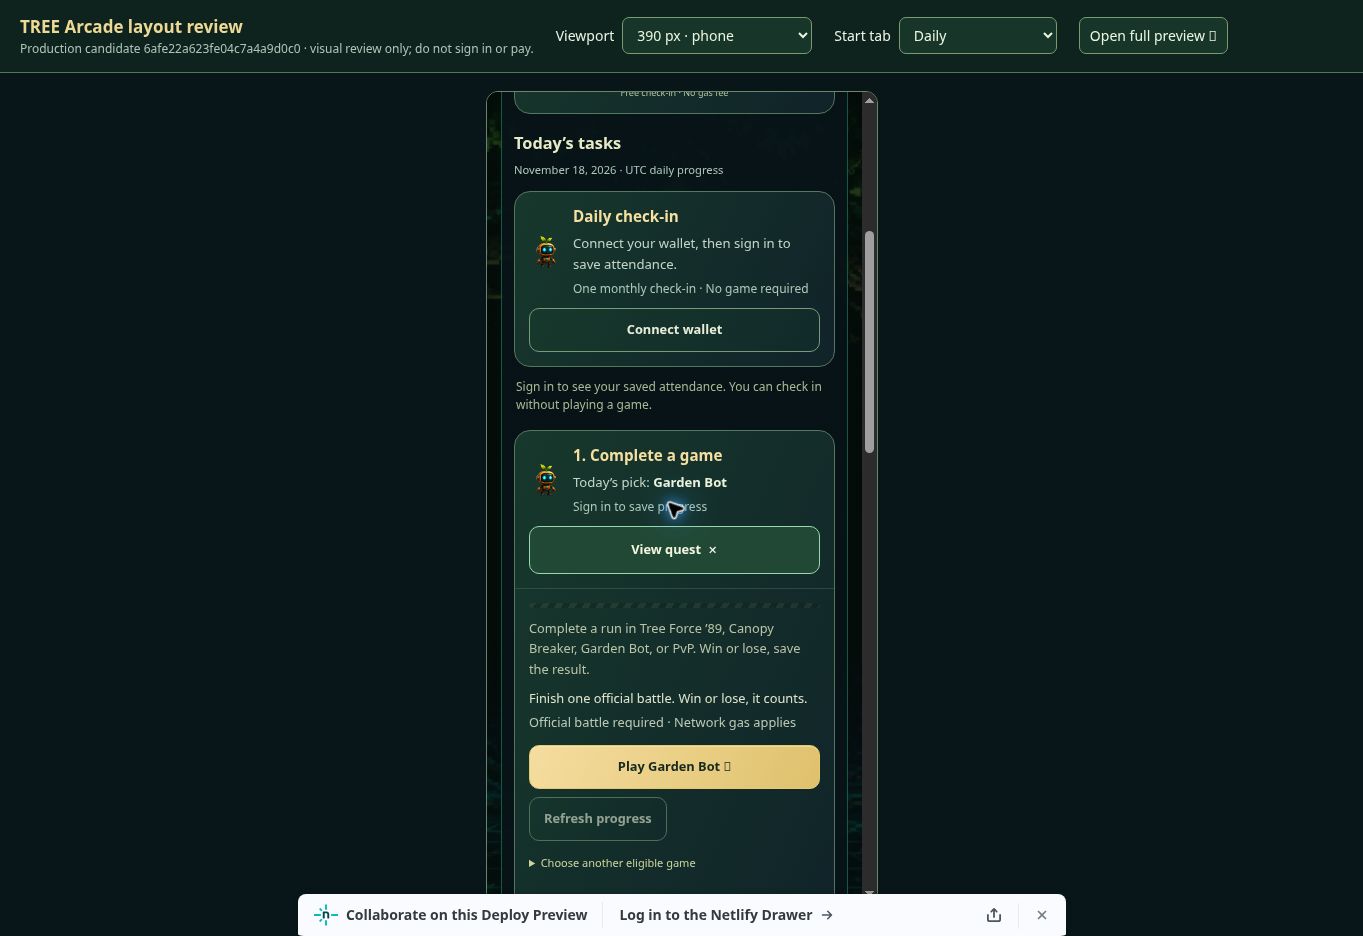 TREE Arcade layout review
Production candidate 6afe22a623fe04c7a4a9d0c0 · visual review only; do not sign in or pay.
Viewport
390 px · phone
Start tab
Daily
Open full preview
Free check-in · No gas fee
Today’s tasks
November 18, 2026 · UTC daily progress
Daily check-in
Connect your wallet, then sign in to
save attendance.
One monthly check-in · No game required
Connect wallet
Sign in to see your saved attendance. You can check in
without playing a game.
1. Complete a game
Today’s pick: Garden Bot
Sign in to save progress
View quest ×
Complete a run in Tree Force ’89, Canopy
Breaker, Garden Bot, or PvP. Win or lose, save
the result.
Finish one official battle. Win or lose, it counts.
Official battle required · Network gas applies
Play Garden Bot
Refresh progress
Choose another eligible game
Collaborate on this Deploy Preview
Log in to the Netlify Drawer →